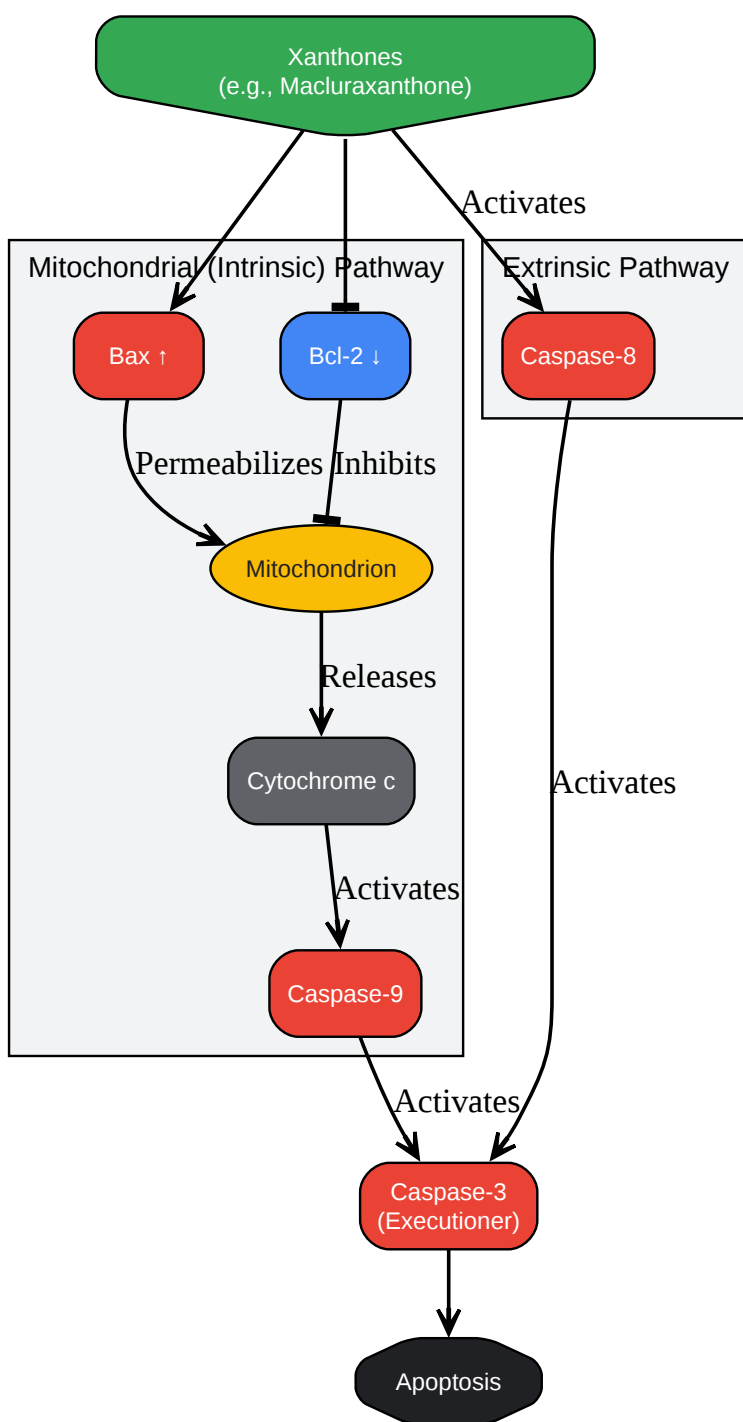 Xanthones
(e.g., Macluraxanthone)
Activates
Mitochondrial (Intrinsic) Pathway
Extrinsic Pathway
Bax ↑
Bcl-2 ↓
Caspase-8
Permeabilizes
Inhibits
Mitochondrion
Releases
Cytochrome c
Activates
Activates
Caspase-9
Activates
Caspase-3
(Executioner)
Apoptosis